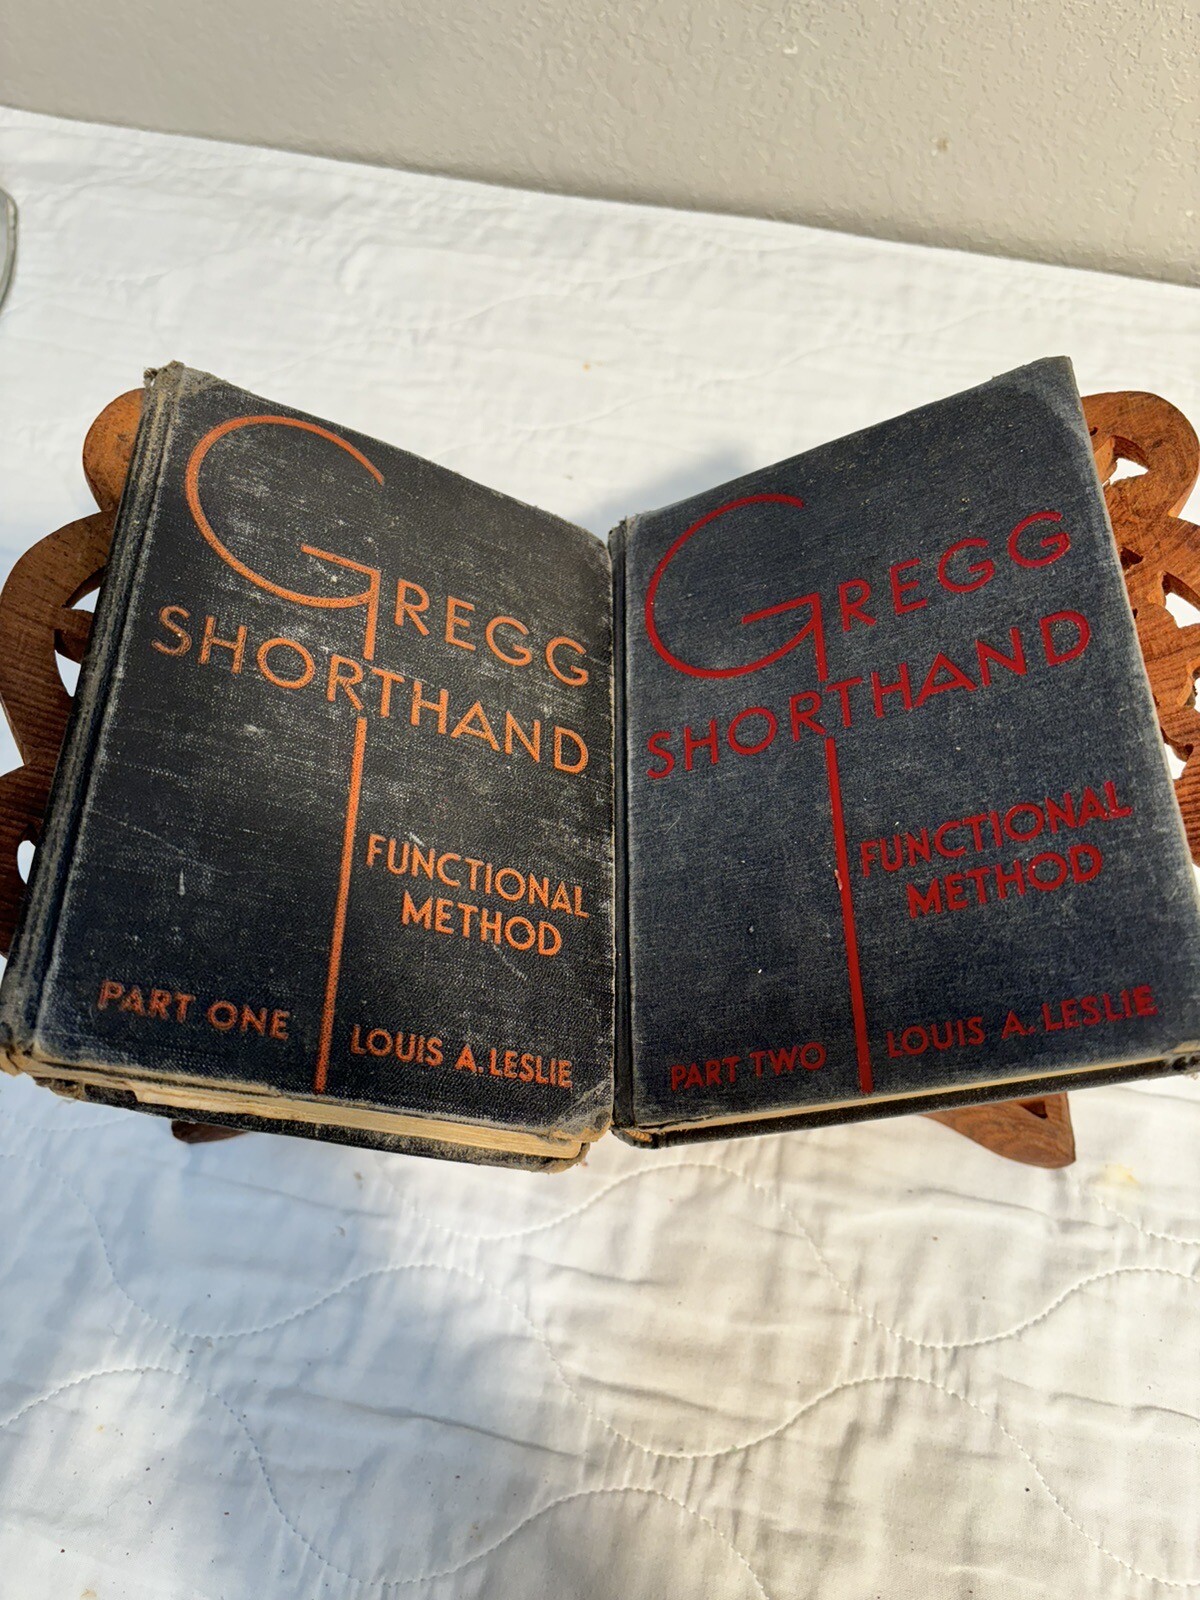 GREGG
SHORTHAND
FUNCTIONAL
METHOD
PART ONE
LOUIS A. LESLIE
GREGG
SHORTHAND
FUNCTIONAL
METHOD
PART TWO
LOUIS A. LESLIE